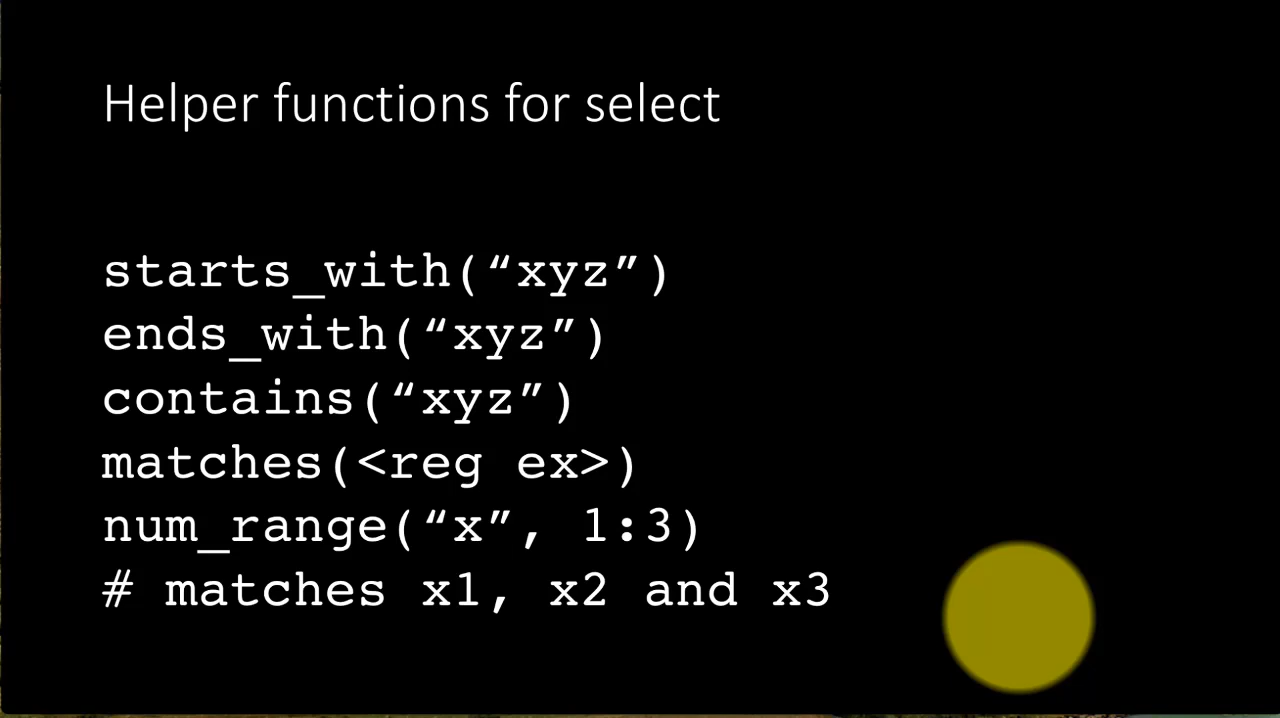 Helper functions for select
starts_with(“xyz”)
ends_with(“xyz”)
contains(“xyz”)
matches(<reg ex>)
num_range(“x”, 1:3)
# matches x1, x2 and x3